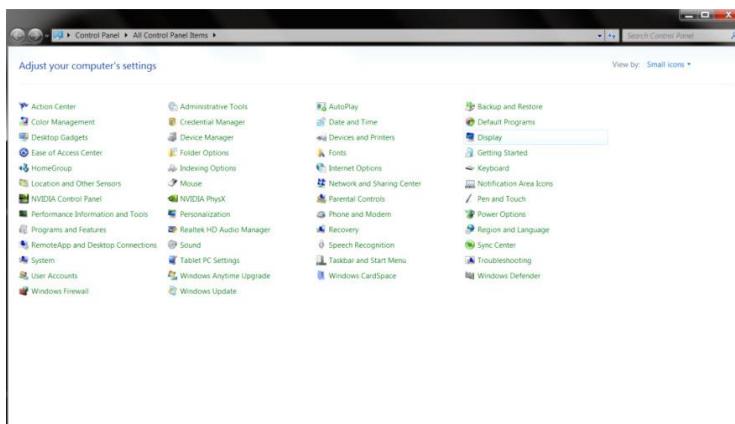 Control Panel All Control Panel Items Search Control Panel
Adjust your computer's settings View by: Small icons
Action Center Administrative Tools AutoPlay Backup and Restore
Color Management Credential Manager Date and Time Default Programs
Desktop Gadgets Device Manager Devices and Printers Display
Ease of Access Center Folder Options Fonts Getting Started
HomeGroup Indexing Options Internet Options Keyboard
Location and Other Sensors Mouse Network and Sharing Center Notification Area Icons
NVIDIA Control Panel NVIDIA PhysX Parental Controls Pen and Touch
Performance Information and Tools Personalization Phone and Modem Power Options
Programs and Features Realtek HD Audio Manager Recovery Region and Language
RemoteApp and Desktop Connections Sound Speech Recognition Sync Center
System Tablet PC Settings Taskbar and Start Menu Troubleshooting
User Accounts Windows Anytime Upgrade Windows CardSpace Windows Defender
Windows Firewall Windows Update